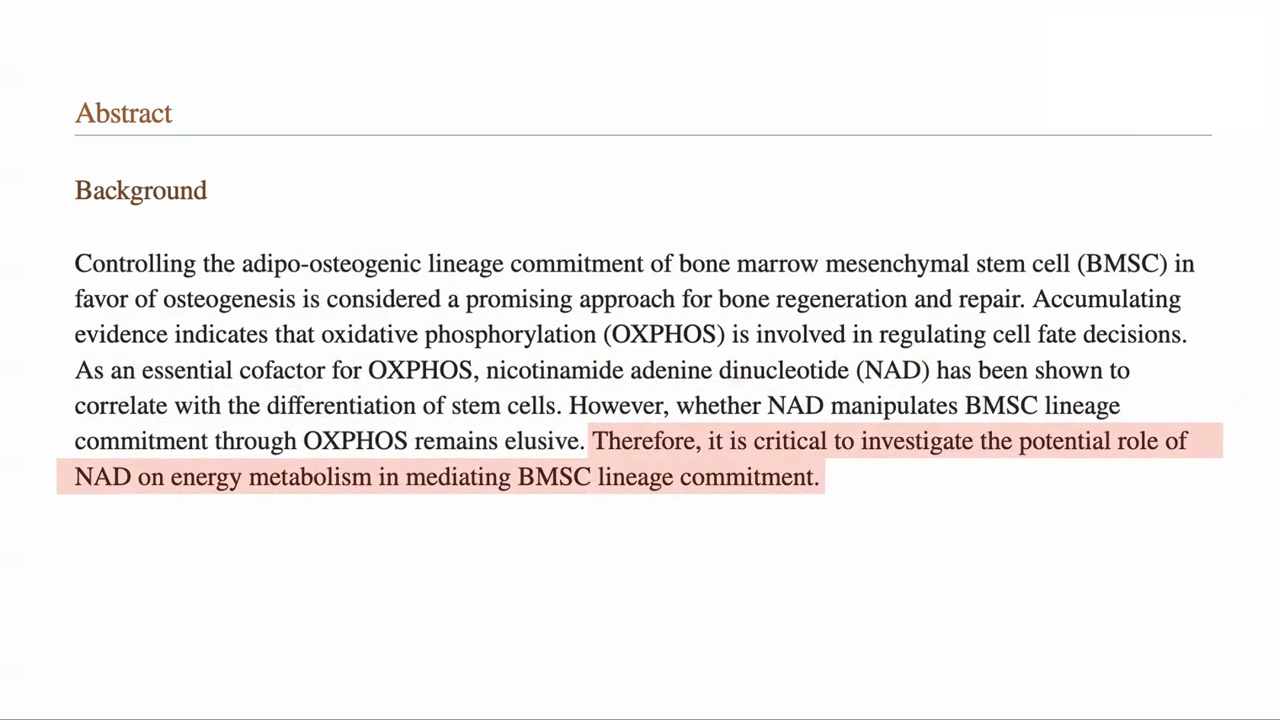 Abstract
Background
Controlling the adipo-osteogenic lineage commitment of bone marrow mesenchymal stem cell (BMSC) in
favor of osteogenesis is considered a promising approach for bone regeneration and repair. Accumulating
evidence indicates that oxidative phosphorylation (OXPHOS) is involved in regulating cell fate decisions.
As an essential cofactor for OXPHOS, nicotinamide adenine dinucleotide (NAD) has been shown to
correlate with the differentiation of stem cells. However, whether NAD manipulates BMSC lineage
commitment through OXPHOS remains elusive. Therefore, it is critical to investigate the potential role of
NAD on energy metabolism in mediating BMSC lineage commitment.